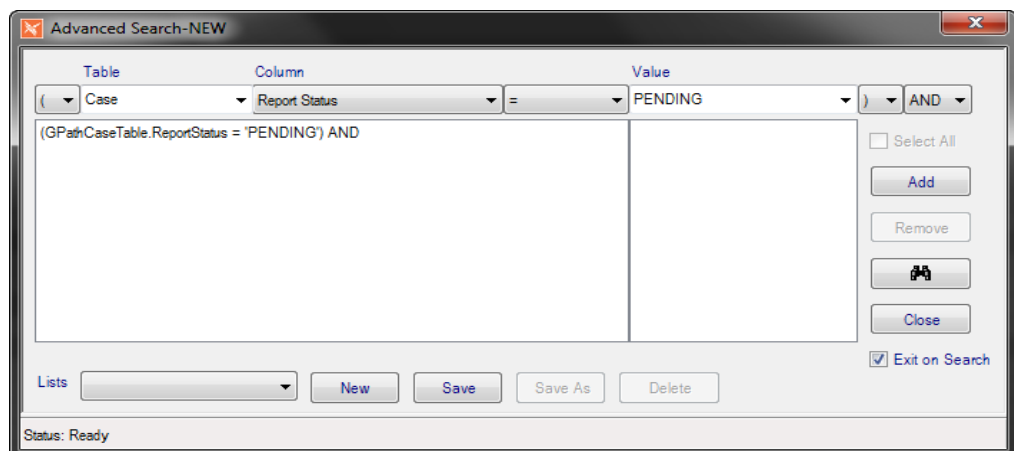 Advanced Search-NEW
Table Column Value
( Case Report Status = PENDING ) AND
(GPathCaseTable.ReportStatus = 'PENDING') AND
Select All
Add
Remove
Close
Exit on Search
Lists New Save Save As Delete
Status: Ready